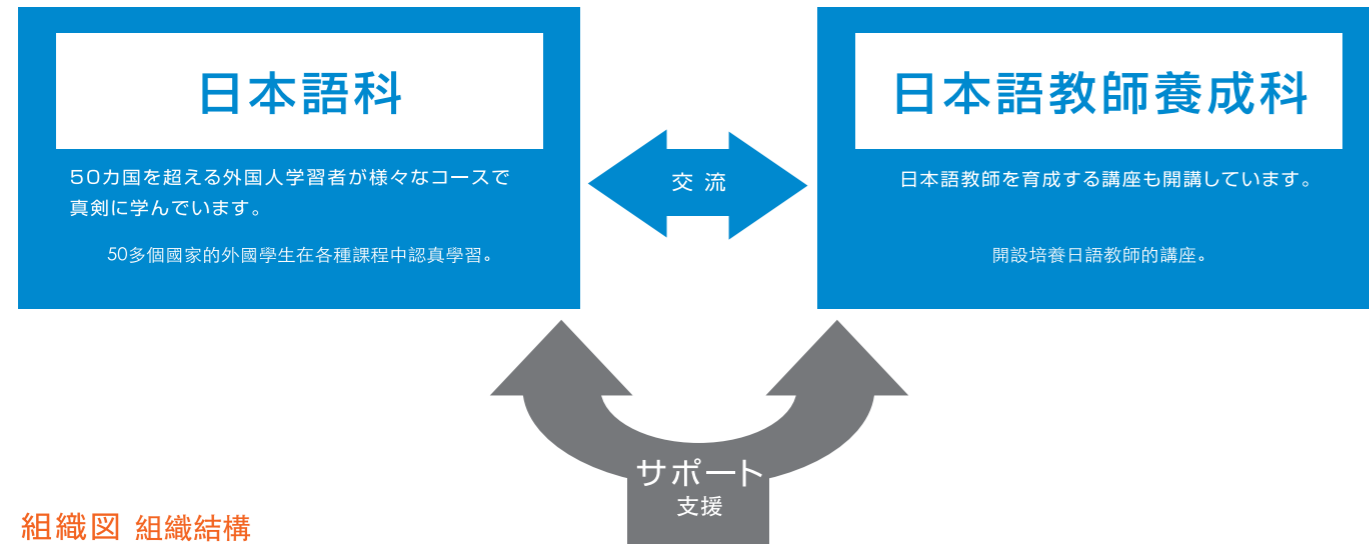 日本語科
50カ国を超える外国人学習者が様々なコースで
真剣に学んでいます。
50多個國家的外國學生在各種課程中認真學習。
交流
日本語教師養成科
日本語教師を育成する講座も開講しています。
開設培養日語教師的講座。
サポート
支援
組織図 組織結構